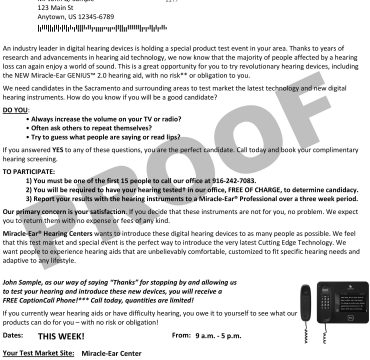 123 Main St
Anytown, US 12345-6789
An industry leader in digital hearing devices is holding a special product test event in your area. Thanks to years of
research and advancements in hearing aid technology, we now know that the majority of people affected by a hearing
loss can again enjoy a world of sound. This is a great opportunity for you to try revolutionary hearing devices, including
the NEW Miracle-Ear GENIUS™ 2.0 hearing aid, with no risk** or obligation to you.
We need candidates in the Sacramento and surrounding areas to test market the latest technology and new digital
hearing instruments. How do you know if you will be a good candidate?
DO YOU:
• Always increase the volume on your TV or radio?
• Often ask others to repeat themselves?
• Try to guess what people are saying or read lips?
If you answered YES to any of these questions, you are the perfect candidate. Call today and book your complimentary
hearing screening.
TO PARTICIPATE:
1) You must be one of the first 15 people to call our office at 916-242-7083.
2) You will be required to have your hearing tested† in our office, FREE OF CHARGE, to determine candidacy.
3) Report your results with the hearing instruments to a Miracle-Ear® Professional over a three week period.
Our primary concern is your satisfaction. If you decide that these instruments are not for you, no problem. We expect
you to return them with no expense or fees of any kind.
Miracle-Ear® Hearing Centers wants to introduce these digital hearing devices to as many people as possible. We feel
that this test market and special event is the perfect way to introduce the very latest Cutting Edge Technology. We
want people to experience hearing aids that are unbelievably comfortable, customized to fit specific hearing needs and
adaptive to any lifestyle.
John Sample, as our way of saying "Thanks" for stopping by and allowing us
to test your hearing and introduce these new devices, you will receive a
FREE CaptionCall Phone!*** Call today, quantities are limited!
If you currently wear hearing aids or have difficulty hearing, you owe it to yourself to see what our
products can do for you – with no risk or obligation!
Dates: THIS WEEK! From: 9 a.m. - 5 p.m.
Your Test Market Site: Miracle-Ear Center
PROOF